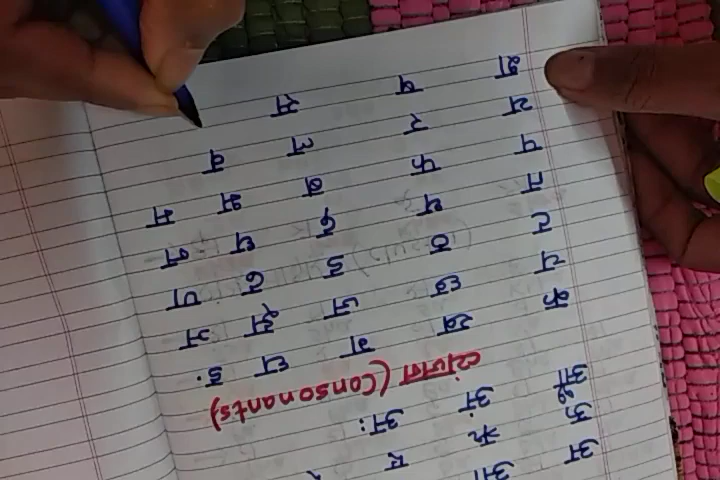 अ आ
ऋ ए
अं अः
व्यंजन (Consonants)
क ख ग घ ङ
च छ ज झ ञ
ट ठ ड ढ ण
त थ द ध न
प फ ब भ म
य र ल व
श ष स